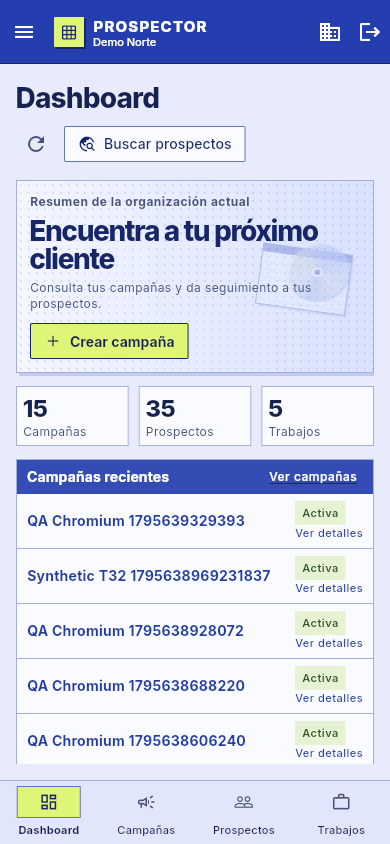 PROSPECTOR
Demo Norte
Dashboard
Buscar prospectos
Resumen de la organización actual
Encuentra a tu próximo
cliente
Consulta tus campañas y da seguimiento a tus
prospectos.
Crear campaña
15
Campañas
35
Prospectos
5
Trabajos
Campañas recientes
Ver campañas
QA Chromium 1795639329393
Activa
Ver detalles
Synthetic T32 1795638969231837
Activa
Ver detalles
QA Chromium 1795638928072
Activa
Ver detalles
QA Chromium 1795638688220
Activa
Ver detalles
QA Chromium 1795638606240
Activa
Ver detalles
Dashboard
Campañas
Prospectos
Trabajos